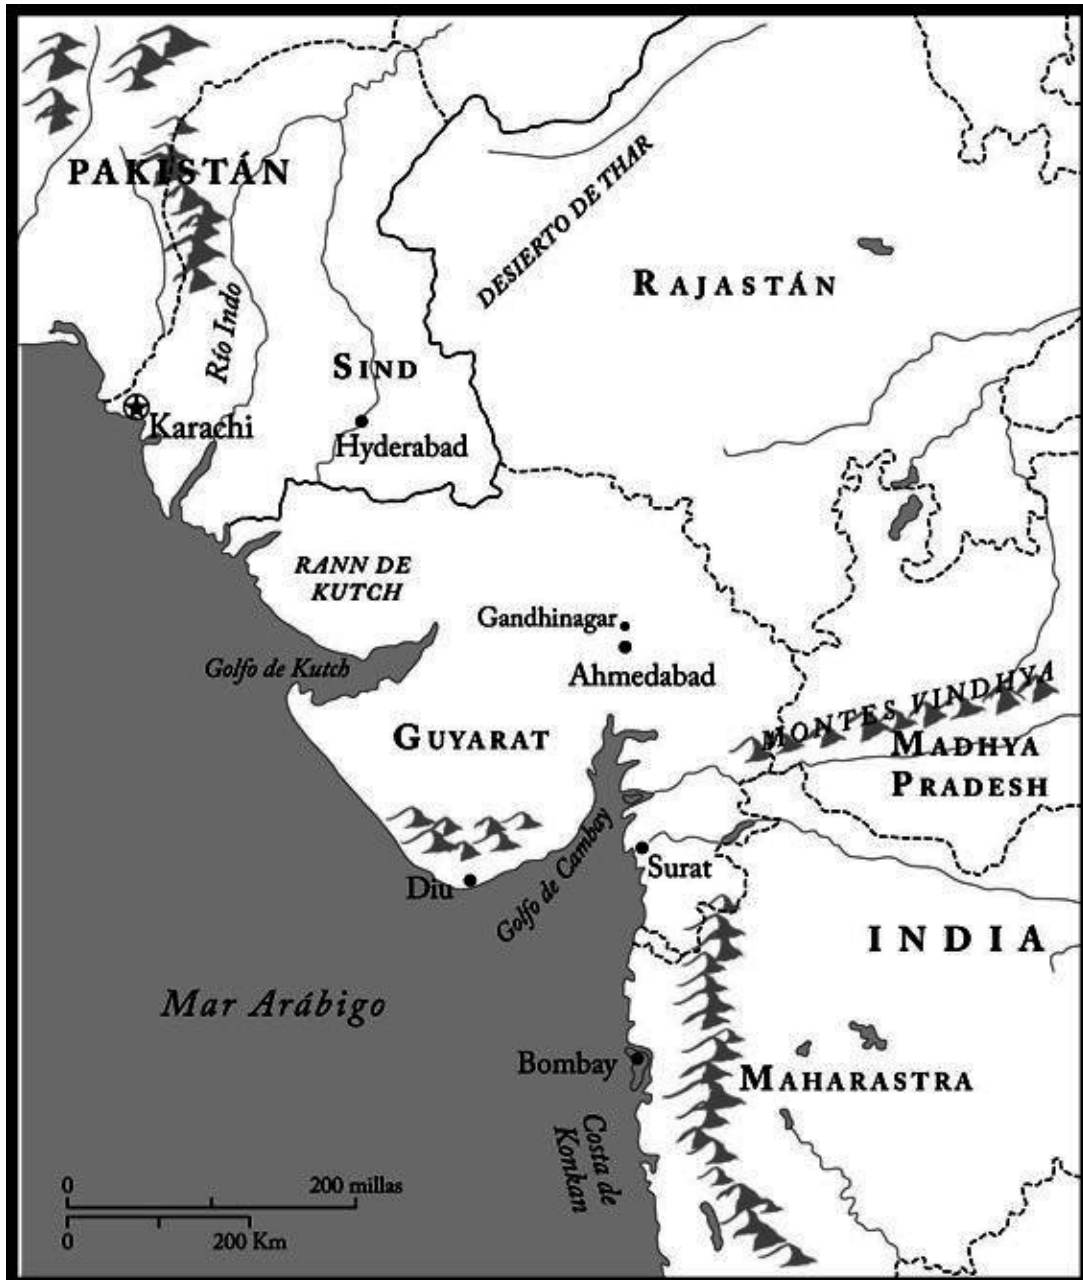 PAKISTÁN
DESIERTO DE THAR
RAJASTÁN
Río Indo
SIND
Karachi
Hyderabad
RANN DE
KUTCH
Gandhinagar
Golfo de Kutch
Ahmedabad
MONTES VINDHYA
GUYARAT
MADHYA
PRADESH
Golfo de Cambay
Surat
Diu
INDIA
Mar Arábigo
Bombay
MAHARASTRA
Costa de
Konkan
0 200 millas
0 200 Km